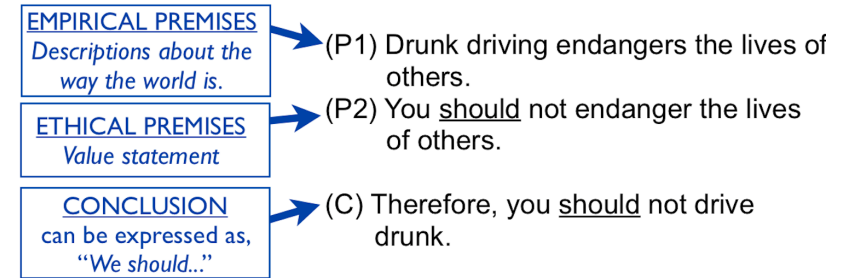 EMPIRICAL PREMISES
Descriptions about the
way the world is.
(P1) Drunk driving endangers the lives of
others.
ETHICAL PREMISES
Value statement
(P2) You should not endanger the lives
of others.
CONCLUSION
can be expressed as,
“We should...”
(C) Therefore, you should not drive
drunk.